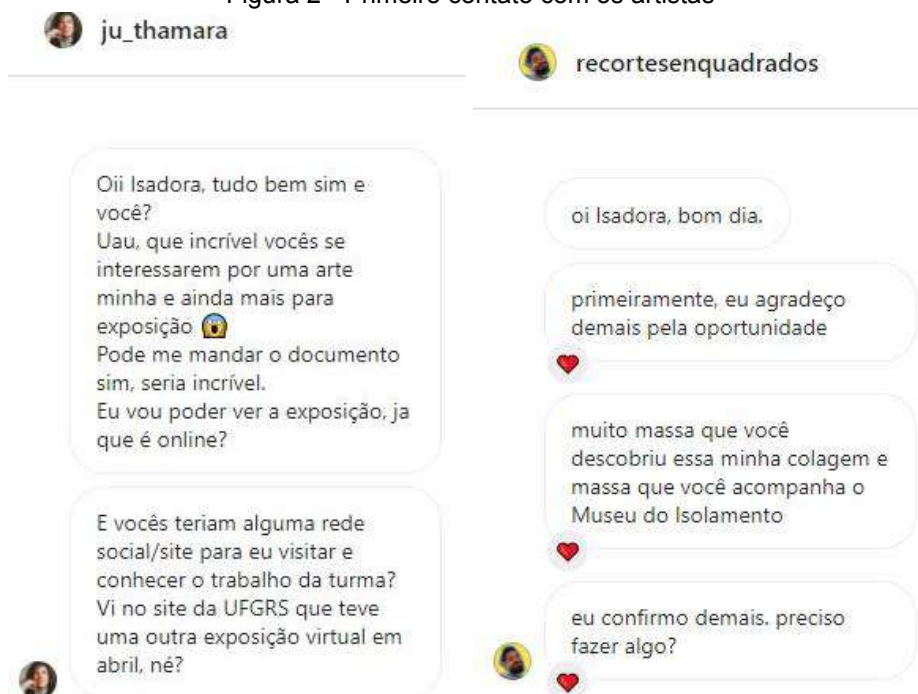 Figura 2 - Primeiro contato com os artistas
ju_thamara
Oii Isadora, tudo bem sim e
você?
Uau, que incrível vocês se
interessarem por uma arte
minha e ainda mais para
exposição 😱
Pode me mandar o documento
sim, seria incrível.
Eu vou poder ver a exposição, ja
que é online?
E vocês teriam alguma rede
social/site para eu visitar e
conhecer o trabalho da turma?
Vi no site da UFGRS que teve
uma outra exposição virtual em
abril, né?
recortesenquadrados
oi Isadora, bom dia.
primeiramente, eu agradeço
demais pela oportunidade
muito massa que você
descobriu essa minha colagem e
massa que você acompanha o
Museu do Isolamento
eu confirmo demais. preciso
fazer algo?